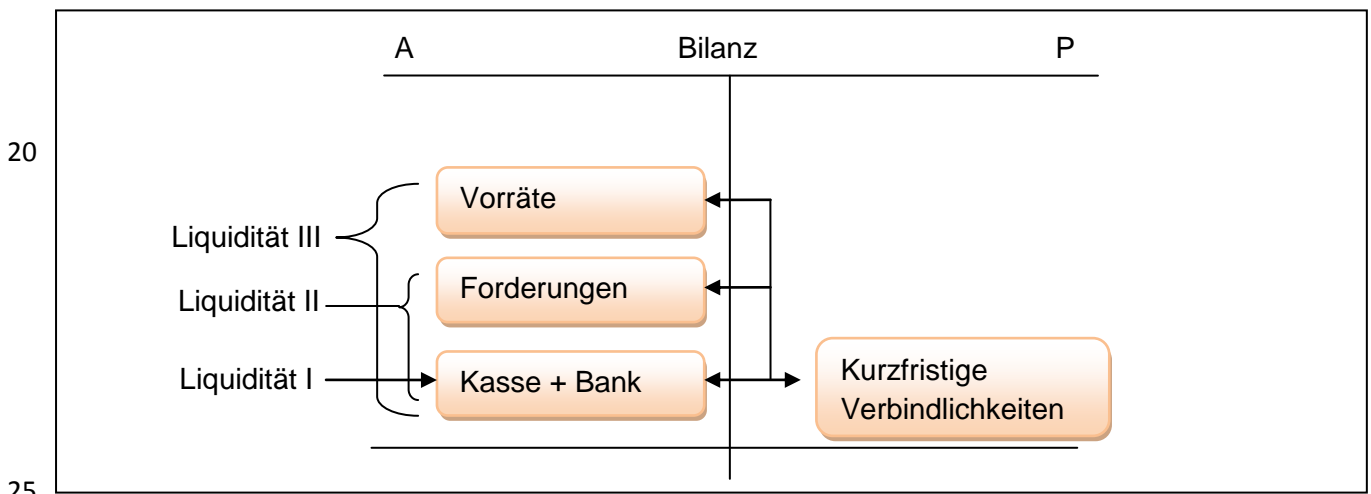 A Bilanz P
20
Vorräte
Liquidität III
Forderungen
Liquidität II
Liquidität I
Kasse + Bank
Kurzfristige
Verbindlichkeiten
25